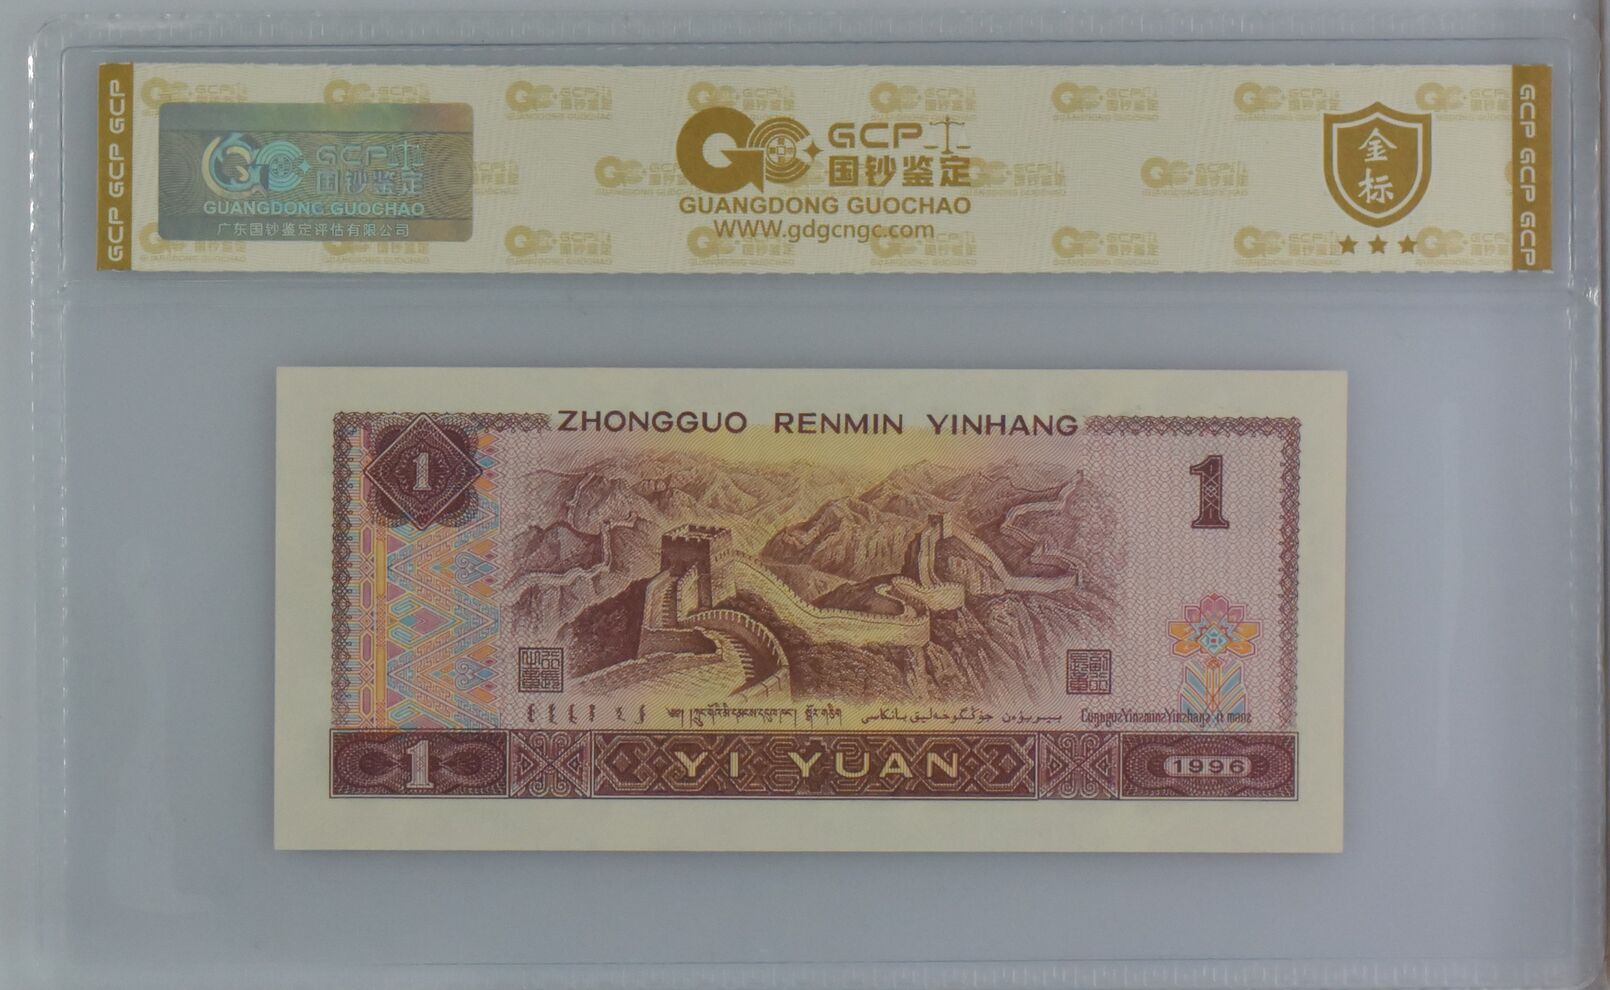 GCP
国钞鉴定
GUANGDONG GUOCHAO
广东国钞鉴定评估有限公司
GCP
国钞鉴定
GUANGDONG GUOCHAO
WWW.gdgcngc.com
金
标
GCP GCP GCP
GCP GCP GCP
ZHONGGUO RENMIN YINHANG
1
1
1
YI YUAN
1996